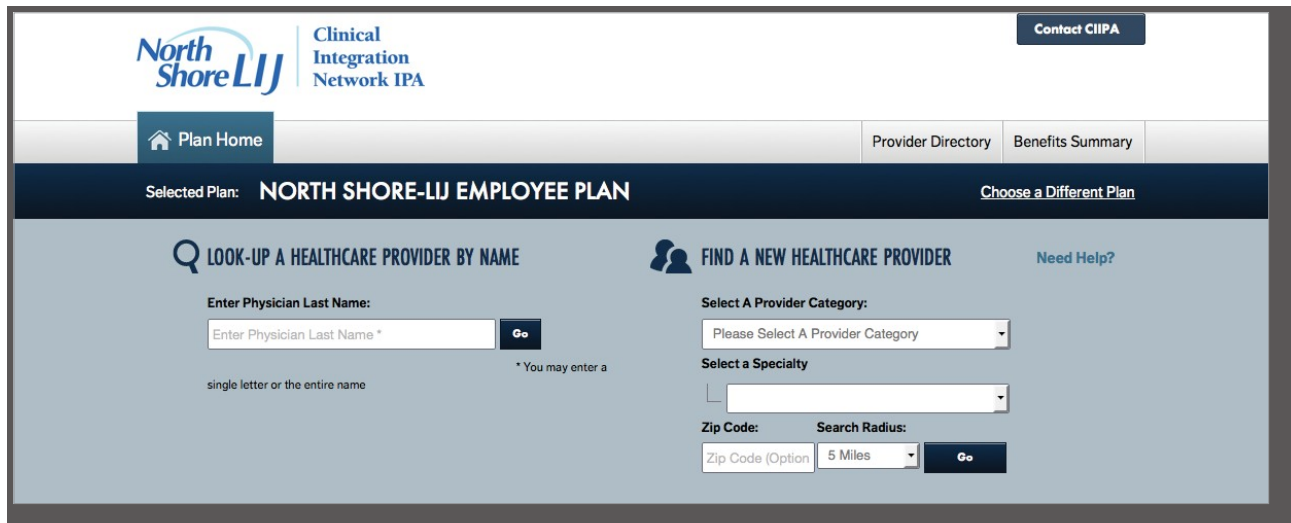 North
Shore LIJ
Clinical
Integration
Network IPA
Contact CIIPA
Plan Home
Provider Directory
Benefits Summary
Selected Plan: NORTH SHORE-LIJ EMPLOYEE PLAN
Choose a Different Plan
LOOK-UP A HEALTHCARE PROVIDER BY NAME
Enter Physician Last Name:
Enter Physician Last Name *
Go
* You may enter a
single letter or the entire name
FIND A NEW HEALTHCARE PROVIDER
Need Help?
Select A Provider Category:
Please Select A Provider Category
Select a Specialty
Zip Code:
Search Radius:
Zip Code (Option
5 Miles
Go